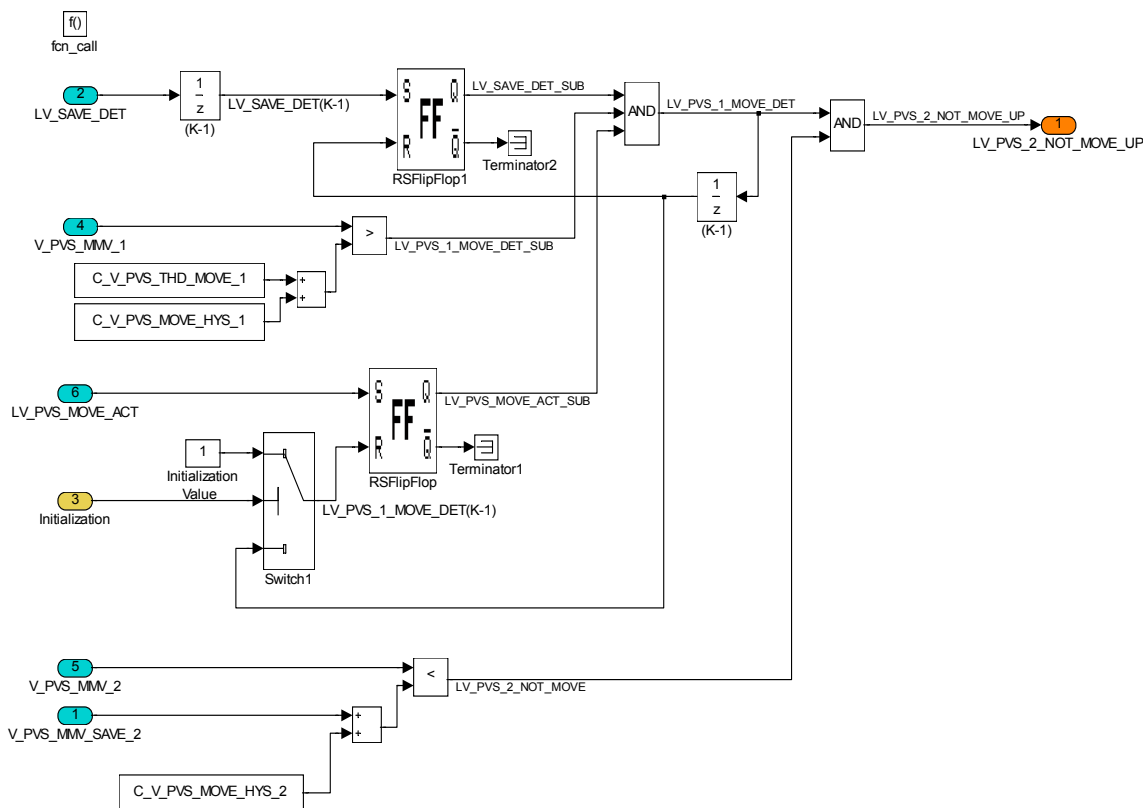 f()
fcn_call
2
LV_SAVE_DET
1
z
(K-1)
LV_SAVE_DET(K-1)
S
Q
R
Q
FF
RSFlipFlop1
LV_SAVE_DET_SUB
Terminator2
AND
LV_PVS_1_MOVE_DET
AND
LV_PVS_2_NOT_MOVE_UP
1
LV_PVS_2_NOT_MOVE_UP
1
z
(K-1)
4
V_PVS_MMV_1
>
LV_PVS_1_MOVE_DET_SUB
C_V_PVS_THD_MOVE_1
+
+
C_V_PVS_MOVE_HYS_1
6
LV_PVS_MOVE_ACT
S
Q
R
Q
FF
RSFlipFlop
LV_PVS_MOVE_ACT_SUB
Terminator1
1
Initialization
Value
3
Initialization
LV_PVS_1_MOVE_DET(K-1)
Switch1
5
V_PVS_MMV_2
<
LV_PVS_2_NOT_MOVE
1
V_PVS_MMV_SAVE_2
+
+
C_V_PVS_MOVE_HYS_2